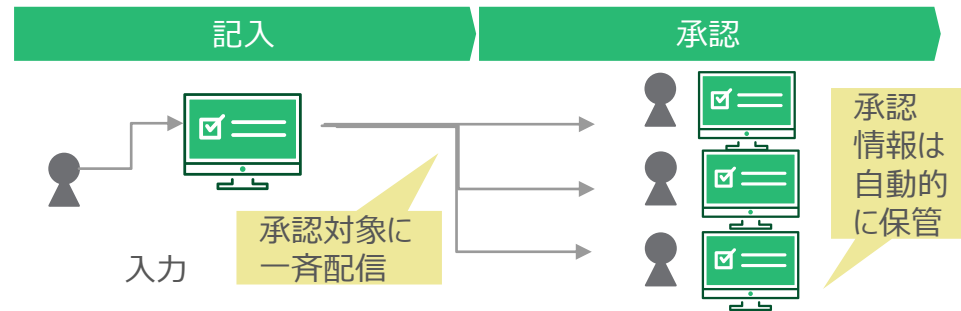 記入
承認
承認
情報は
自動的
に保管
承認対象に
一斉配信
入力